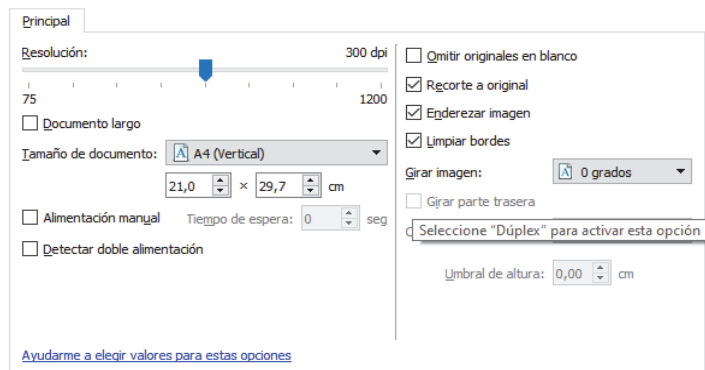 Principal
Resolución: 300 dpi
75 1200
Documento largo
Tamaño de documento: A4 (Vertical)
21,0 × 29,7 cm
Alimentación manual Tiempo de espera: 0 seg
Detectar doble alimentación
Ayudarme a elegir valores para estas opciones
Omitir originales en blanco
Recorte a original
Enderezar imagen
Limpiar bordes
Girar imagen: 0 grados
Girar parte trasera
Seleccione "Dúplex" para activar esta opción
Umbral de altura: 0,00 cm